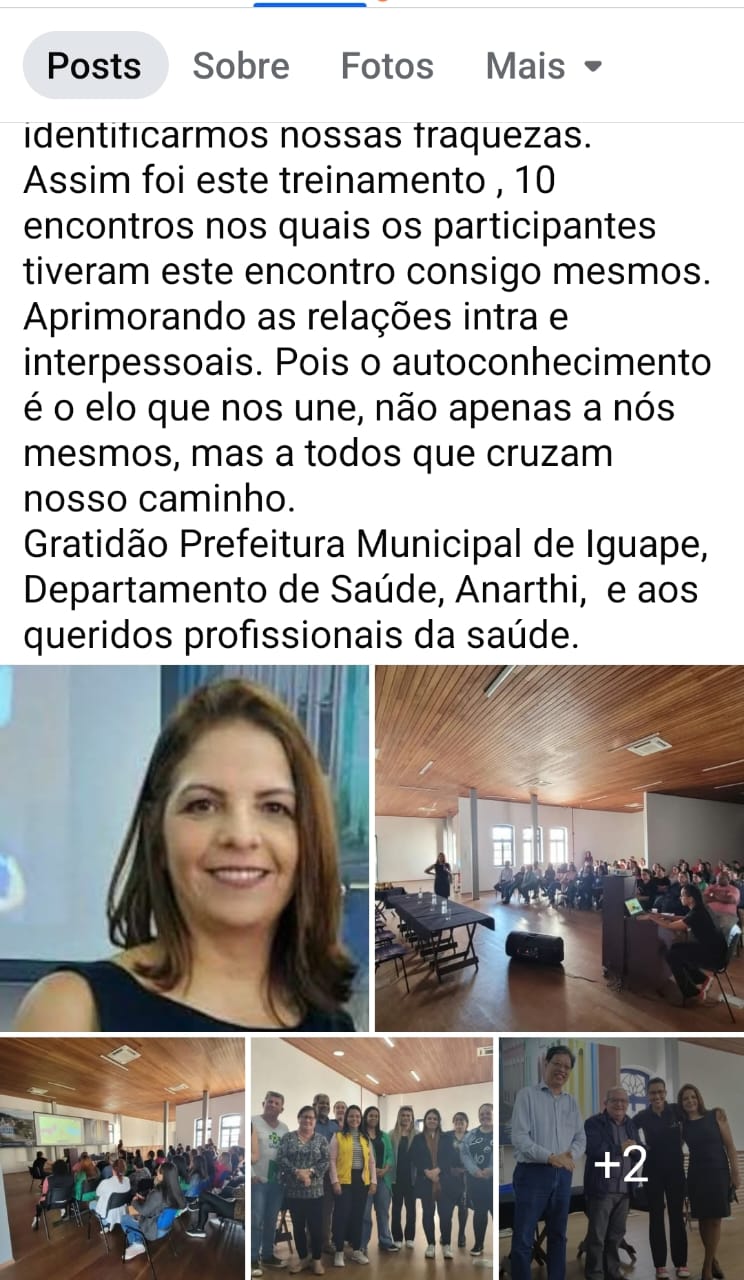 Posts Sobre Fotos Mais
identificarmos nossas fraquezas.
Assim foi este treinamento , 10
encontros nos quais os participantes
tiveram este encontro consigo mesmos.
Aprimorando as relações intra e
interpessoais. Pois o autoconhecimento
é o elo que nos une, não apenas a nós
mesmos, mas a todos que cruzam
nosso caminho.
Gratidão Prefeitura Municipal de Iguape,
Departamento de Saúde, Anarthi,  e aos
queridos profissionais da saúde.
+2